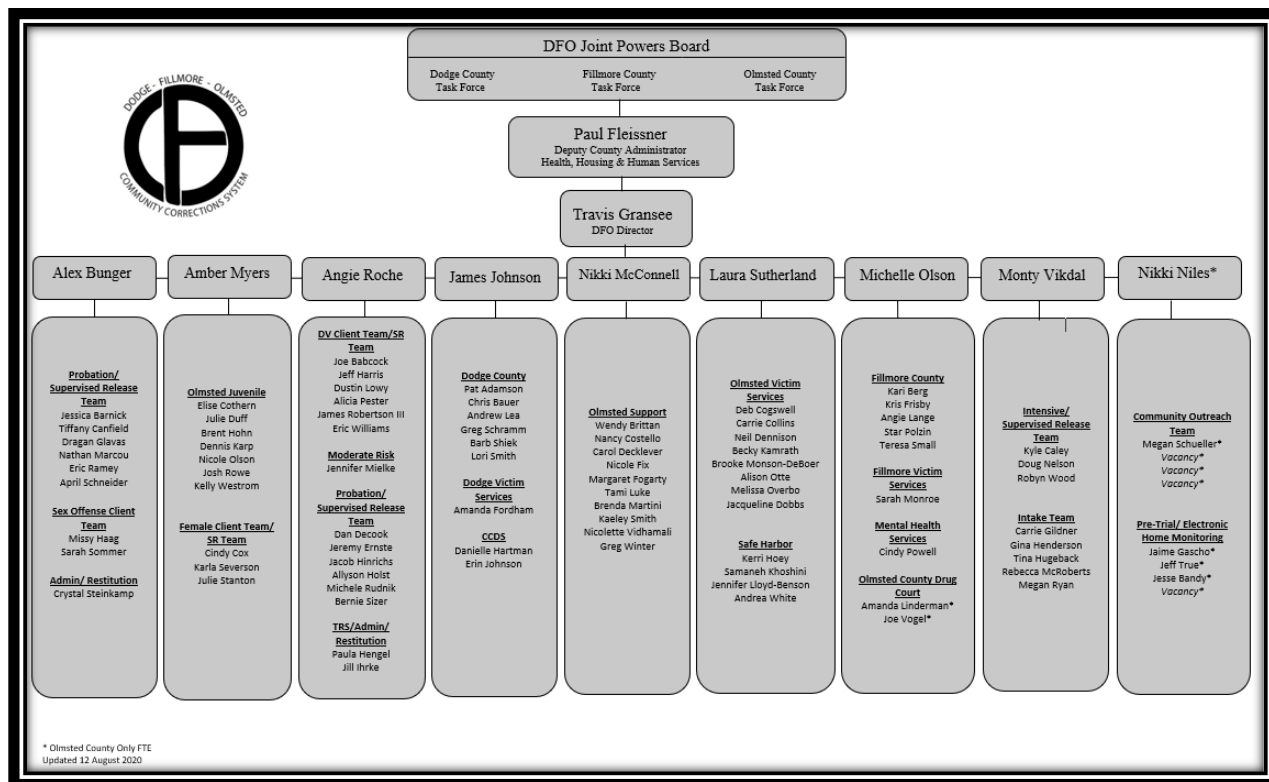 DFO Joint Powers Board
Dodge County
Task Force
Fillmore County
Task Force
Olmsted County
Task Force
DODGE - FILLMORE - OLMSTED
COMMUNITY CORRECTIONS SYSTEM
Paul Fleissner
Deputy County Administrator
Health, Housing & Human Services
Travis Gransee
DFO Director
Alex Bunger
Probation/
Supervised Release
Team
Jessica Barnick
Tiffany Canfield
Dragan Glavas
Nathan Marcou
Eric Ramey
April Schneider
Sex Offense Client
Team
Missy Haag
Sarah Sommer
Admin/ Restitution
Crystal Steinkamp
Amber Myers
Olmsted Juvenile
Elise Cothern
Julie Duff
Brent Hohn
Dennis Karp
Nicole Olson
Josh Rowe
Kelly Westrom
Female Client Team/
SR Team
Cindy Cox
Karla Severson
Julie Stanton
Angie Roche
DV Client Team/SR
Team
Joe Babcock
Jeff Harris
Dustin Lowy
Alicia Pester
James Robertson III
Eric Williams
Moderate Risk
Jennifer Mielke
Probation/
Supervised Release
Team
Dan Decook
Jeremy Ernste
Jacob Hinrichs
Allyson Holst
Michele Rudnik
Bernie Sizer
TRS/Admin/
Restitution
Paula Hengel
Jill Ihrke
James Johnson
Dodge County
Pat Adamson
Chris Bauer
Andrew Lea
Greg Schramm
Barb Shiek
Lori Smith
Dodge Victim
Services
Amanda Fordham
CCDS
Danielle Hartman
Erin Johnson
Nikki McConnell
Olmsted Support
Wendy Brittan
Nancy Costello
Carol Decklever
Nicole Fix
Margaret Fogarty
Tami Luke
Brenda Martini
Kaeley Smith
Nicolette Vidhamali
Greg Winter
Laura Sutherland
Olmsted Victim
Services
Deb Cogswell
Carrie Collins
Neil Dennison
Becky Kamrath
Brooke Monson-DeBoer
Alison Otte
Melissa Overbo
Jacqueline Dobbs
Safe Harbor
Kerri Hoey
Samaneh Khoshini
Jennifer Lloyd-Benson
Andrea White
Michelle Olson
Fillmore County
Kari Berg
Kris Frisby
Angie Lange
Star Polzin
Teresa Small
Fillmore Victim
Services
Sarah Monroe
Mental Health
Services
Cindy Powell
Olmsted County Drug
Court
Amanda Linderman*
Joe Vogel*
Monty Vikdal
Intensive/
Supervised Release
Team
Kyle Caley
Doug Nelson
Robyn Wood
Intake Team
Carrie Gildner
Gina Henderson
Tina Hugeback
Rebecca McRoberts
Megan Ryan
Nikki Niles*
Community Outreach
Team
Megan Schueller*
Vacancy*
Vacancy*
Vacancy*
Pre-Trial/ Electronic
Home Monitoring
Jaime Gascho*
Jeff True*
Jesse Bandy*
Vacancy*
* Olmsted County Only FTE
Updated 12 August 2020